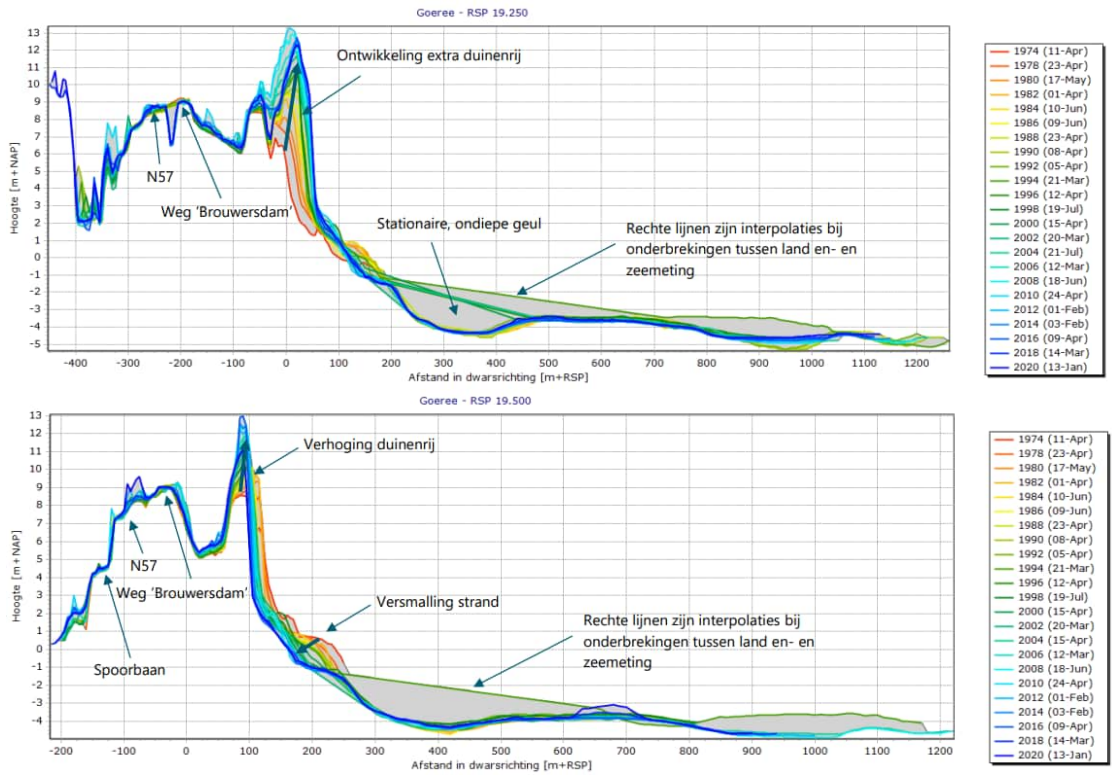 Goeree - RSP 19.250
Hoogte [m+NAP]
13
12
11
10
9
8
7
6
5
4
3
2
1
0
-1
-2
-3
-4
-5
Ontwikkeling extra duinenrij
N57
Weg 'Brouwersdam'
Stationaire, ondiepe geul
Rechte lijnen zijn interpolaties bij
onderbrekingen tussen land en- en
zeemeting
-400 -300 -200 -100 0 100 200 300 400 500 600 700 800 900 1000 1100 1200
Afstand in dwarsrichting [m+RSP]
1974 (11-Apr)
1978 (23-Apr)
1980 (17-May)
1982 (01-Apr)
1984 (10-Jun)
1986 (09-Jun)
1988 (23-Apr)
1990 (08-Apr)
1992 (05-Apr)
1994 (21-Mar)
1996 (12-Apr)
1998 (19-Jul)
2000 (15-Apr)
2002 (20-Mar)
2004 (21-Jul)
2006 (12-Mar)
2008 (18-Jun)
2010 (24-Apr)
2012 (01-Feb)
2014 (03-Feb)
2016 (09-Apr)
2018 (14-Mar)
2020 (13-Jan)
Goeree - RSP 19.500
Hoogte [m+NAP]
13
12
11
10
9
8
7
6
5
4
3
2
1
0
-1
-2
-3
-4
Verhoging duinenrij
N57
Weg 'Brouwersdam'
Versmalling strand
Spoorbaan
Rechte lijnen zijn interpolaties bij
onderbrekingen tussen land en- en
zeemeting
-200 -100 0 100 200 300 400 500 600 700 800 900 1000 1100 1200
Afstand in dwarsrichting [m+RSP]
1974 (11-Apr)
1978 (23-Apr)
1980 (17-May)
1982 (01-Apr)
1984 (10-Jun)
1986 (09-Jun)
1988 (23-Apr)
1990 (08-Apr)
1992 (05-Apr)
1994 (21-Mar)
1996 (12-Apr)
1998 (19-Jul)
2000 (15-Apr)
2002 (20-Mar)
2004 (15-Apr)
2006 (12-Mar)
2008 (18-Jun)
2010 (24-Apr)
2012 (01-Feb)
2014 (03-Feb)
2016 (09-Apr)
2018 (14-Mar)
2020 (13-Jan)